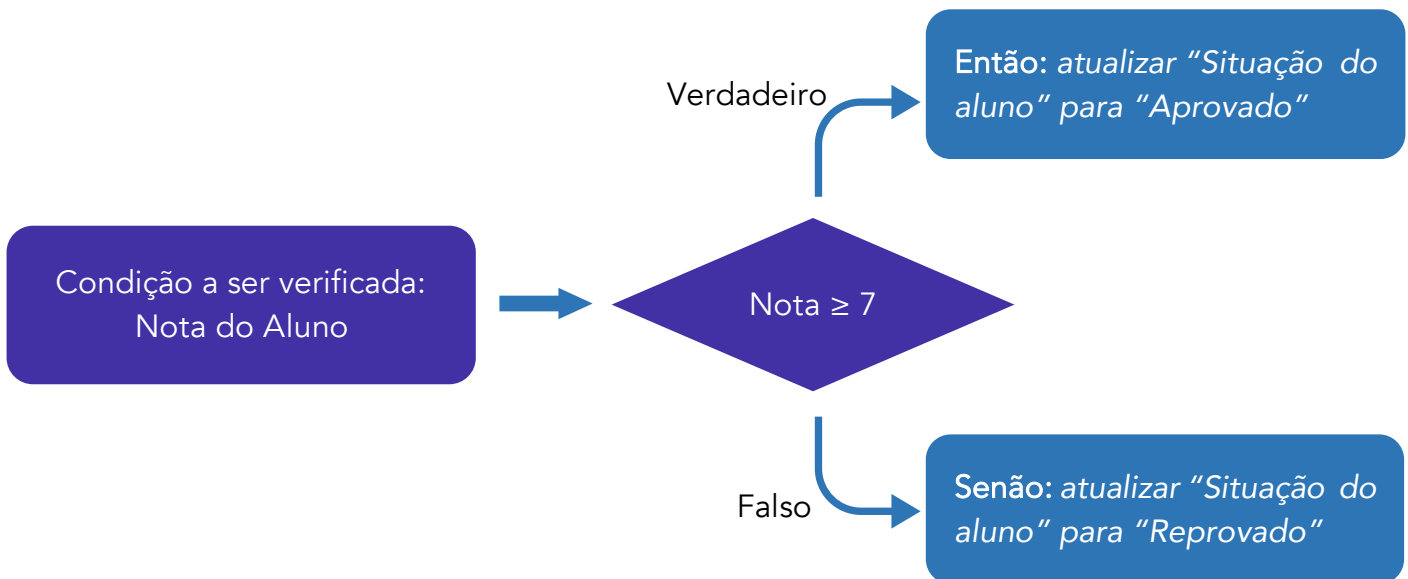 Condição a ser verificada:
Nota do Aluno
Nota ≥ 7
Verdadeiro
Então: atualizar “Situação do
aluno” para “Aprovado”
Falso
Senão: atualizar “Situação do
aluno” para “Reprovado”